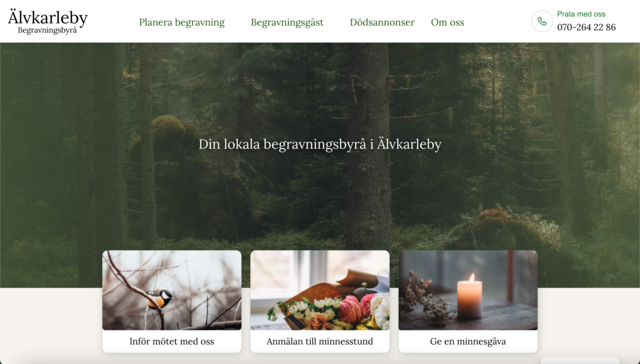 Älvkarleby
Begravningsbyrå
Planera begravning Begravningsgäst Dödsannonser Om oss
Prata med oss
070-264 22 86
Din lokala begravningsbyrå i Älvkarleby
Inför mötet med oss
Anmälan till minnesstund
Ge en minnesgåva